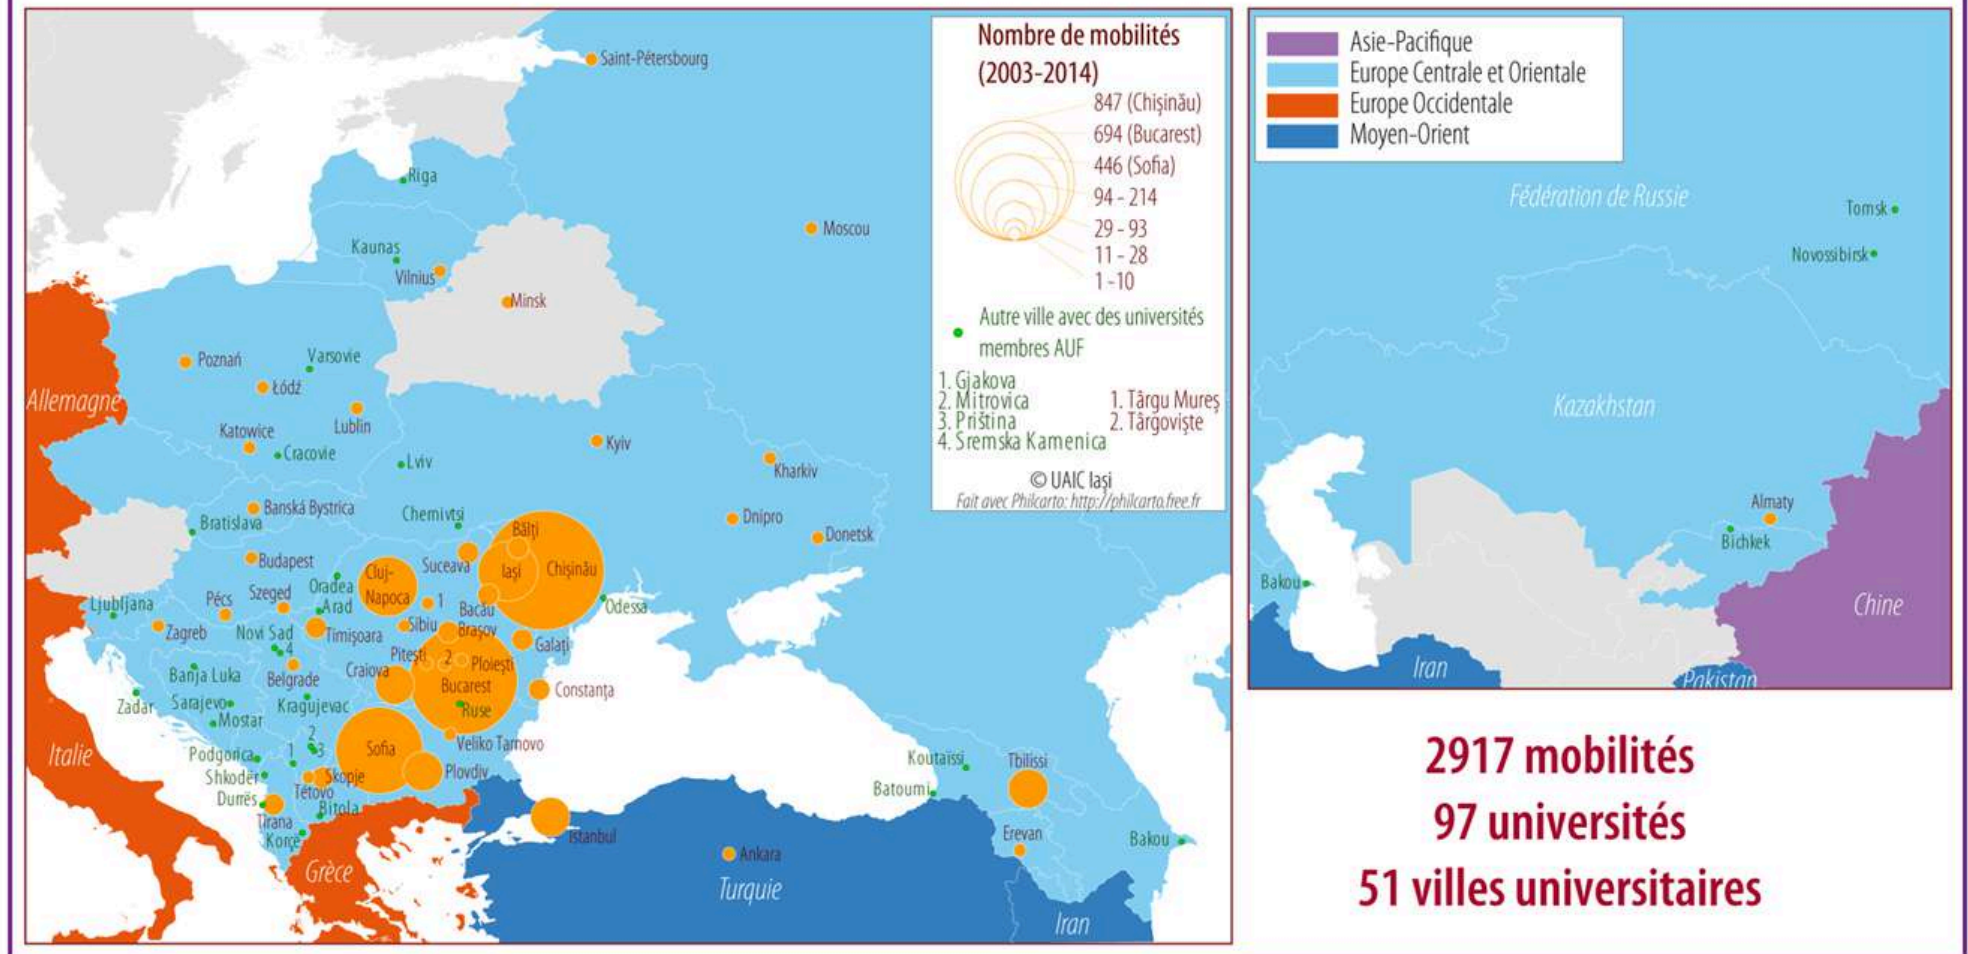 Saint-Pétersbourg
Riga
Moscou
Kaunas
Vilnius
Minsk
Poznań
Varsovie
Łódź
Allemagne
Lublin
Katowice
Cracovie
Lviv
Kyiv
Kharkiv
Banská Bystrica
Bratislava
Chernivtsi
Dnipro
Donetsk
Bălți
Budapest
Suceava
Iași
Chișinău
Cluj-
Napoca
Oradea
Szeged
Pécs
Arad
1
Bacău
Odessa
Ljubljana
Zagreb
Novi Sad
4
Timișoara
Sibiu
Brașov
Galați
Pitești
2
Ploiești
Craiova
Bucarest
Constanța
Banja Luka
Belgrade
Zadar
Sarajevo
Kragujevac
Ruse
Mostar
2
3
1
Sofia
Veliko Tarnovo
Italie
Podgorica
Shkodër
Skopje
Plovdiv
Tétovo
Durrës
Bitola
Tirana
Korçe
Grèce
Istanbul
Ankara
Turquie
Koutaïssi
Tbilissi
Batoumi
Erevan
Bakou
Iran
Nombre de mobilités
(2003-2014)
847 (Chișinău)
694 (Bucarest)
446 (Sofia)
94 - 214
29 - 93
11 - 28
1 -10
Autre ville avec des universités
membres AUF
1. Gjakova
2. Mitrovica
3. Priština
4. Sremska Kamenica
1. Târgu Mureș
2. Târgoviște
© UAIC Iași
Fait avec Philcarto: http://philcarto.free.fr
Asie-Pacifique
Europe Centrale et Orientale
Europe Occidentale
Moyen-Orient
Fédération de Russie
Tomsk
Novossibirsk
Kazakhstan
Almaty
Bichkek
Bakou
Chine
Iran
Pakistan
2917 mobilités
97 universités
51 villes universitaires